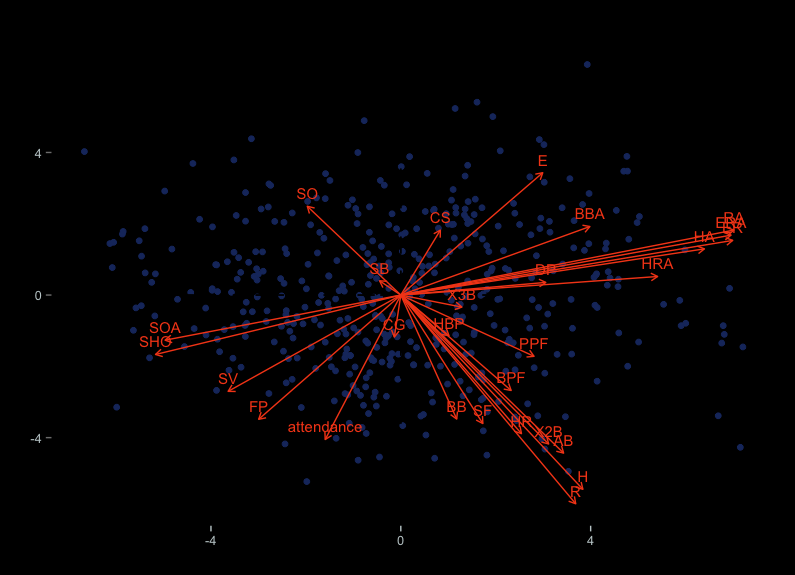 E
SO
BBA
CS
RA
ERA
HA
HRA
SB
DP
X3B
CG
HBP
SOA
SHO
PPF
SV
BPF
FP
BB
SF
HR
attendance
X2B
AB
H
R
4
0
-4
-4
0
4